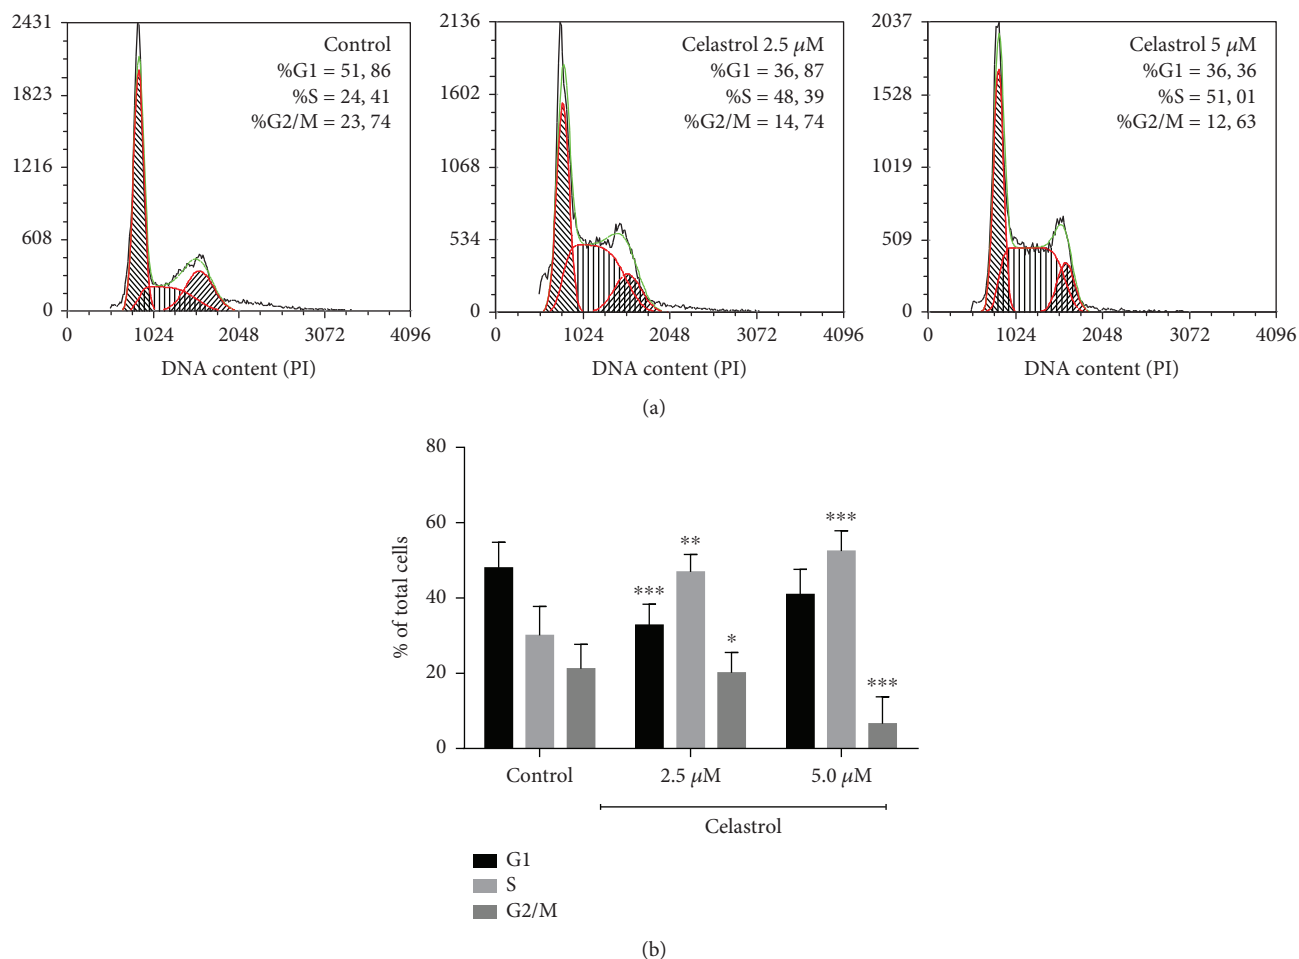 2431
1823
1216
608
0
0 1024 2048 3072 4096
Control
%G1 = 51, 86
%S = 24, 41
%G2/M = 23, 74
DNA content (PI)
2136
1602
1068
534
0
0 1024 2048 3072 4096
Celastrol 2.5 μM
%G1 = 36, 87
%S = 48, 39
%G2/M = 14, 74
DNA content (PI)
2037
1528
1019
509
0
0 1024 2048 3072 4096
Celastrol 5 μM
%G1 = 36, 36
%S = 51, 01
%G2/M = 12, 63
DNA content (PI)
(a)
% of total cells
80
60
40
20
0
***
**
*
***
***
Control 2.5 μM 5.0 μM
Celastrol
G1
S
G2/M
(b)